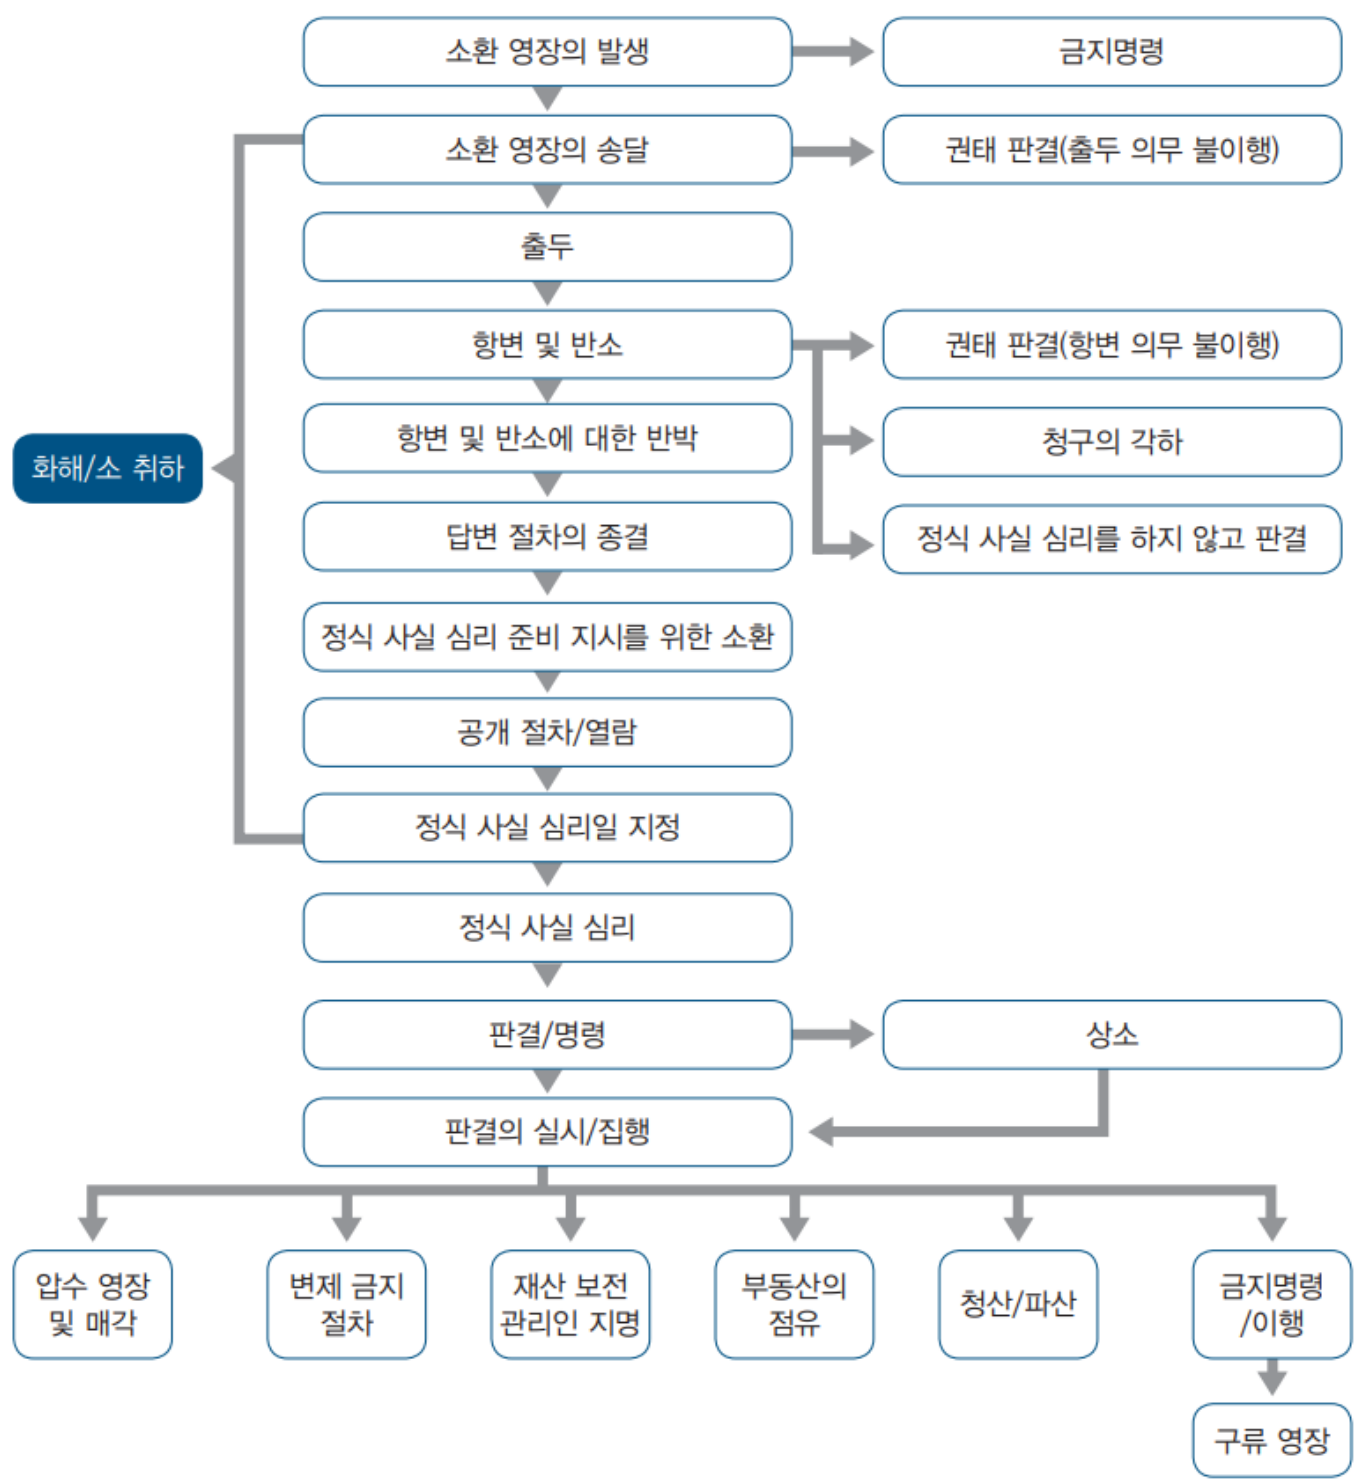 소환 영장의 발생
금지명령
소환 영장의 송달
권태 판결(출두 의무 불이행)
출두
항변 및 반소
권태 판결(항변 의무 불이행)
항변 및 반소에 대한 반박
청구의 각하
화해/소 취하
답변 절차의 종결
정식 사실 심리를 하지 않고 판결
정식 사실 심리 준비 지시를 위한 소환
공개 절차/열람
정식 사실 심리일 지정
정식 사실 심리
판결/명령
상소
판결의 실시/집행
압수 영장
및 매각
변제 금지
절차
재산 보전
관리인 지명
부동산의
점유
청산/파산
금지명령
/이행
구류 영장